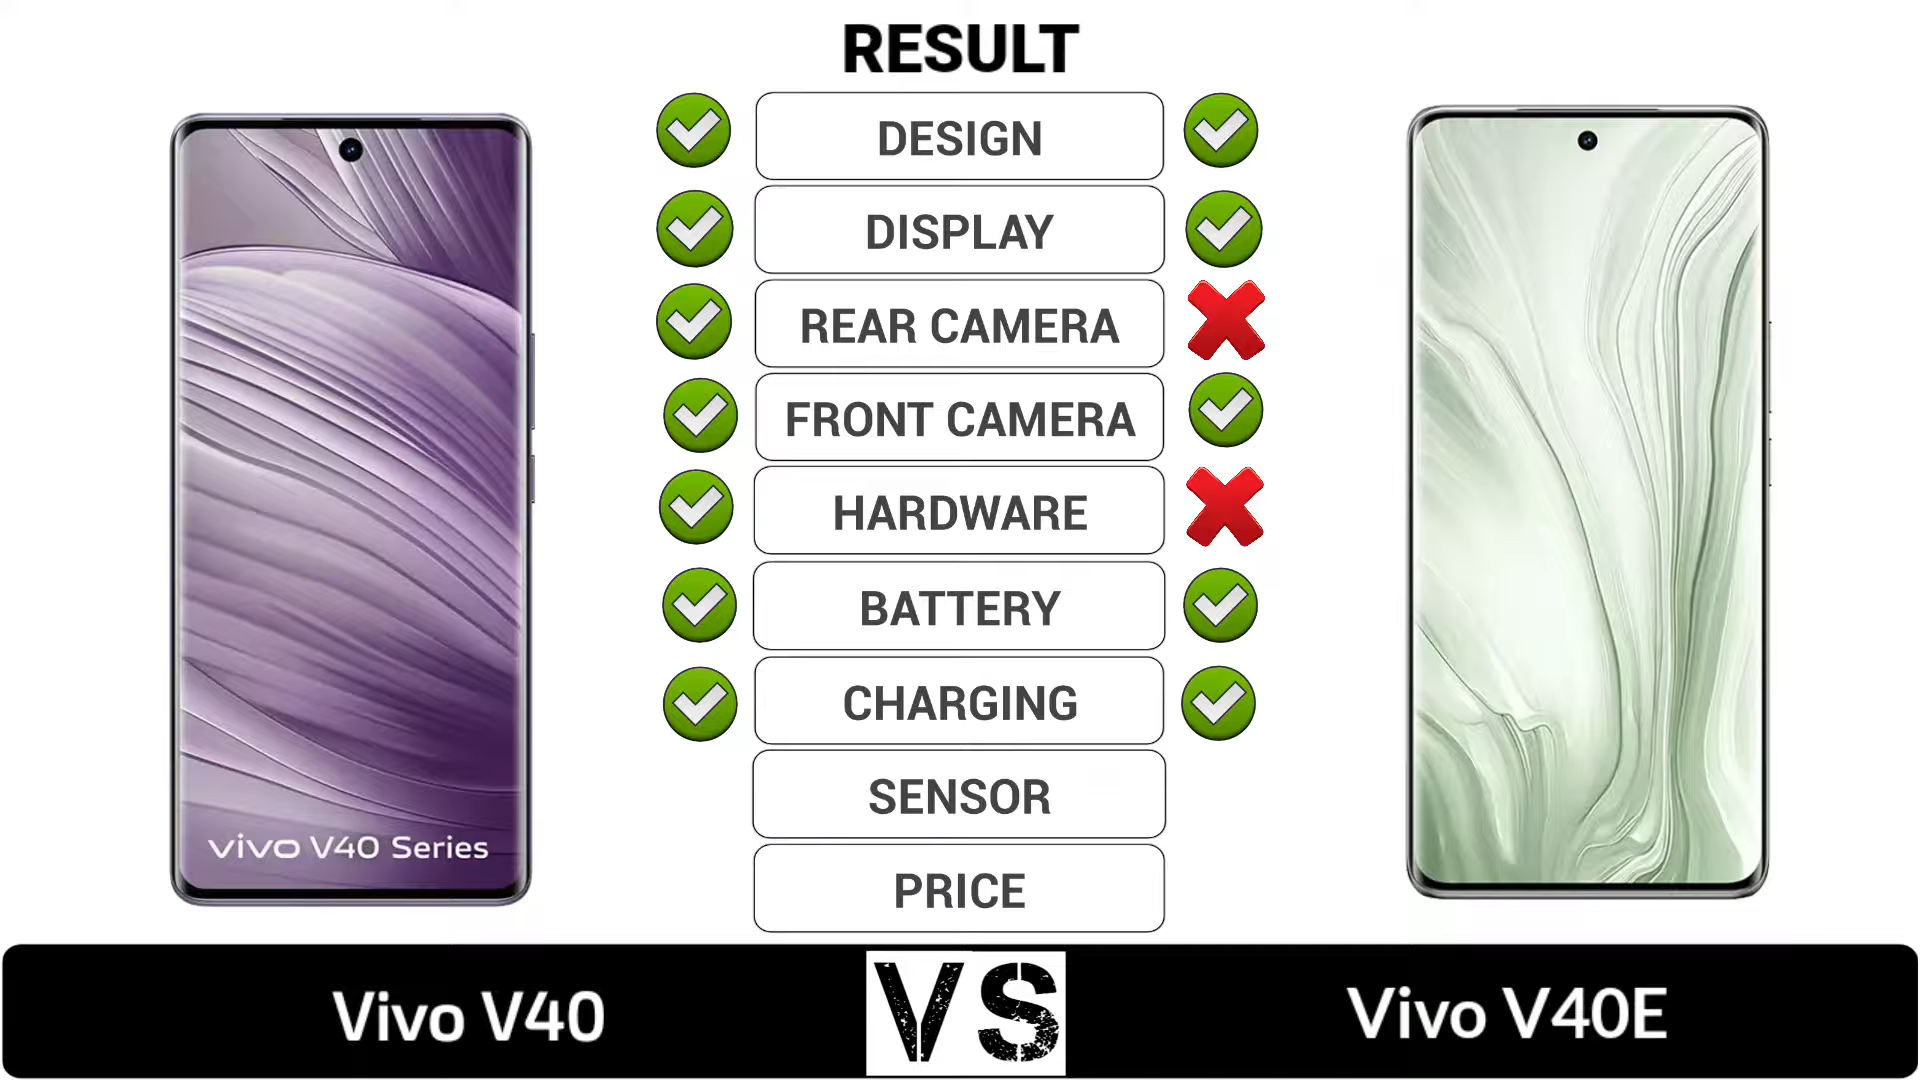 RESULT
DESIGN
DISPLAY
REAR CAMERA
FRONT CAMERA
HARDWARE
BATTERY
CHARGING
SENSOR
PRICE
vivo V40 Series
Vivo V40
VS
Vivo V40E